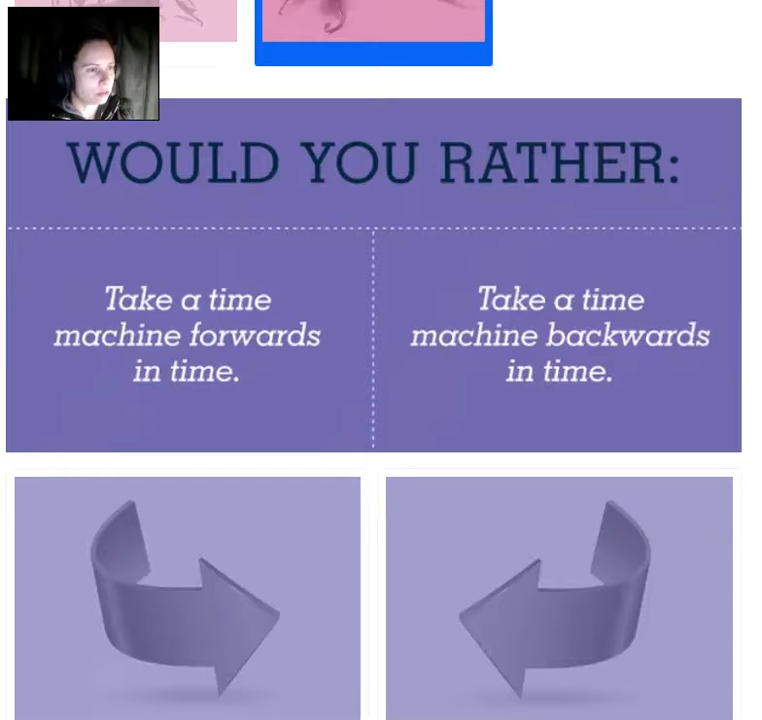 WOULD YOU RATHER:
Take a time
machine forwards
in time.
Take a time
machine backwards
in time.